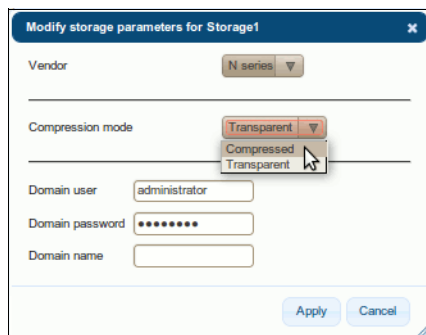 Modify storage parameters for Storage1
Vendor N series
Compression mode Transparent
Compressed
Transparent
Domain user administrator
Domain password ●●●●●●●●
Domain name
Apply Cancel